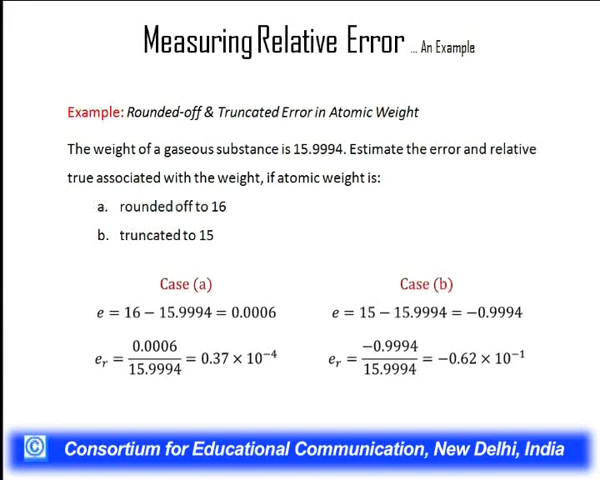 Measuring Relative Error ... An Example
Example: Rounded-off & Truncated Error in Atomic Weight
The weight of a gaseous substance is 15.9994. Estimate the error and relative
true associated with the weight, if atomic weight is:
a. rounded off to 16
b. truncated to 15
Case (a)
e = 16 − 15.9994 = 0.0006
e_r = 0.0006 / 15.9994 = 0.37 × 10⁻⁴
Case (b)
e = 15 − 15.9994 = −0.9994
e_r = −0.9994 / 15.9994 = −0.62 × 10⁻¹
© Consortium for Educational Communication, New Delhi, India